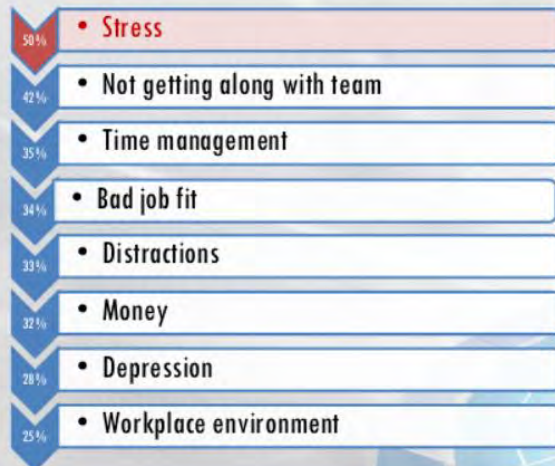 50%
• Stress
42%
• Not getting along with team
35%
• Time management
34%
• Bad job fit
33%
• Distractions
32%
• Money
28%
• Depression
25%
• Workplace environment